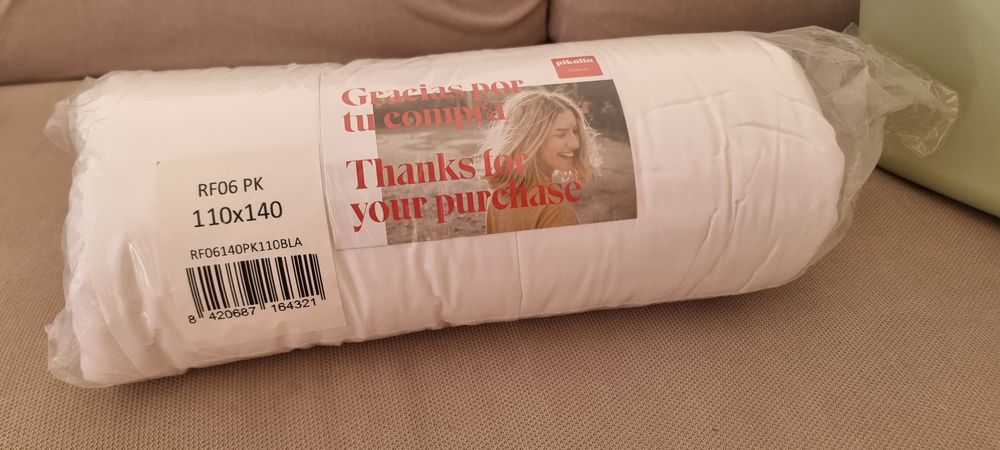 pikolin
home
Gracias por
tu compra
Thanks for
your purchase
RF06 PK
110x140
RF06140PK110BLA
8 420687 164321